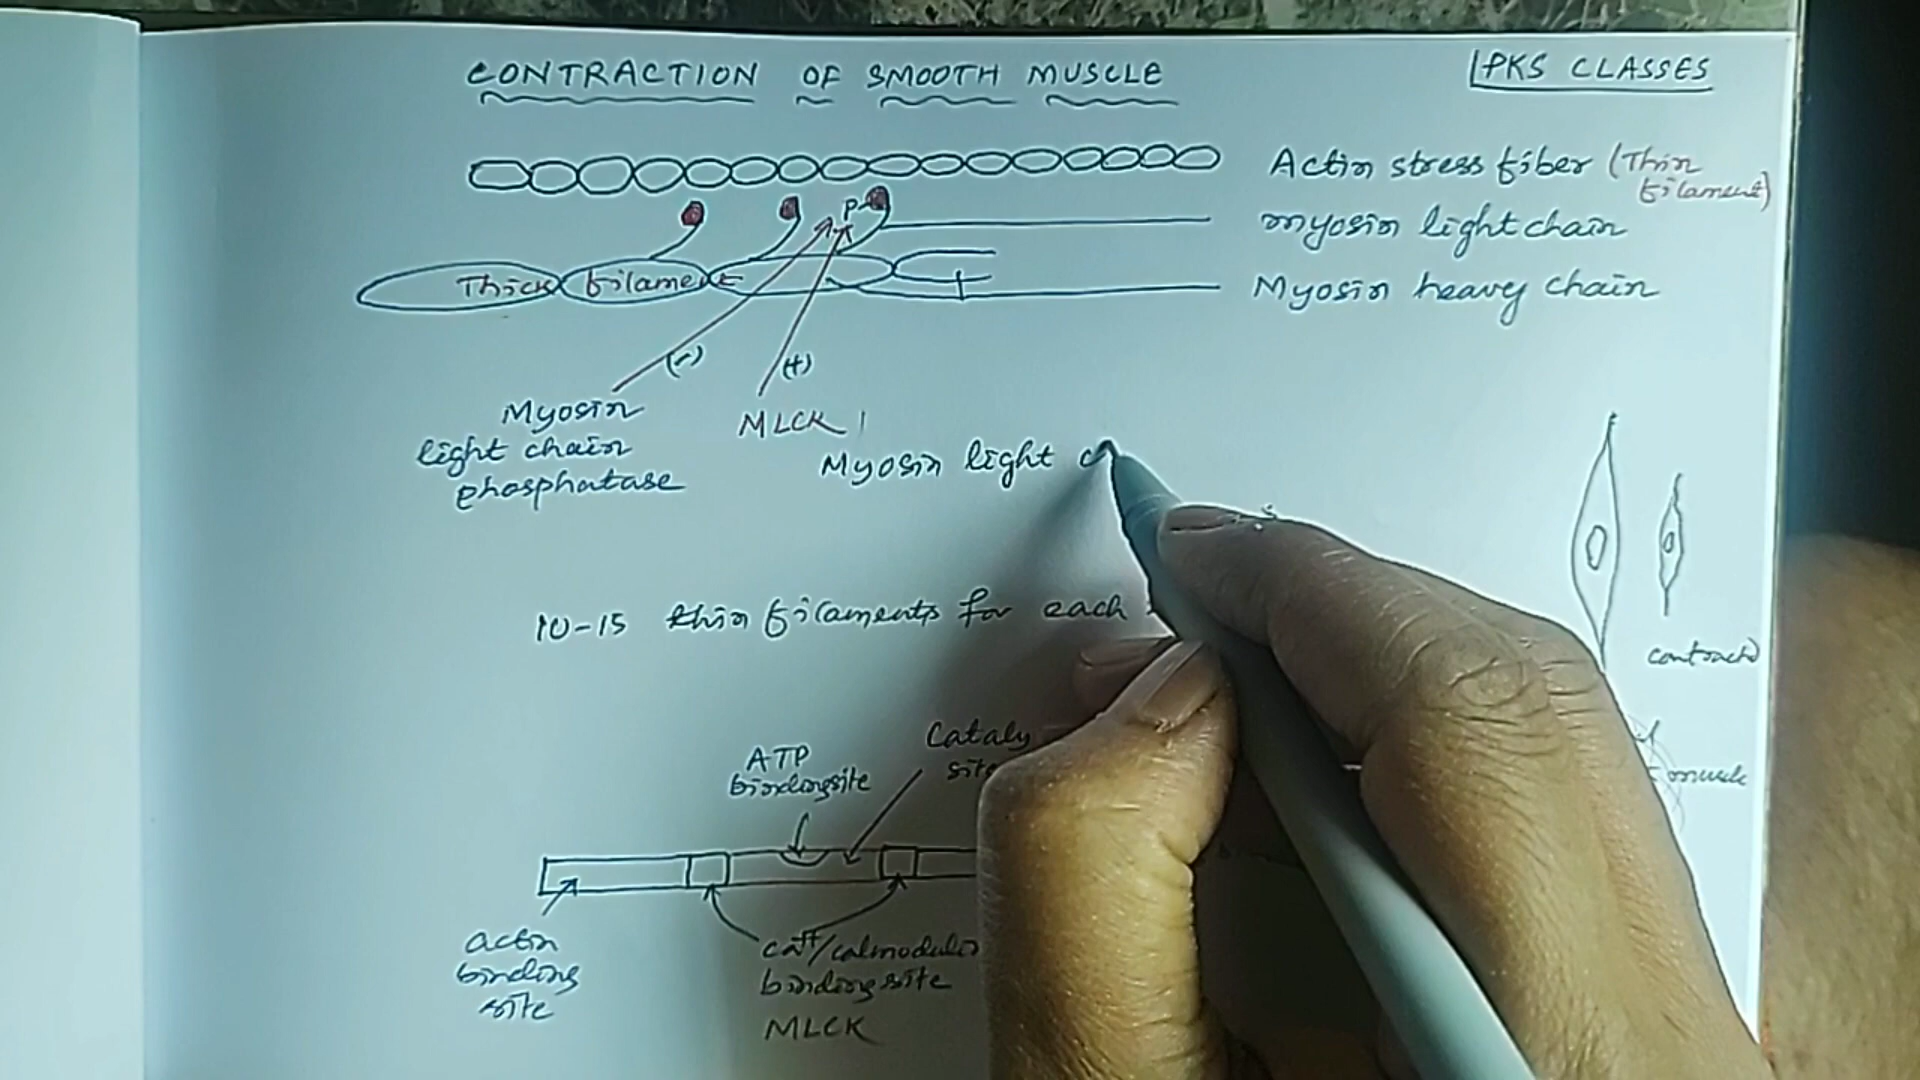 CONTRACTION OF SMOOTH MUSCLE
PKS CLASSES
Actin stress fiber (Thin
filament)
P
myosin light chain
Thick filament
Myosin heavy chain
(-)
(+)
Myosin
light chain
phosphatase
MLCK
Myosin light c
10-15 thin filaments for each
contracted
muscle
ATP
binding site
Cataly
site
actin
binding
site
ca++/calmodulin
binding site
MLCK